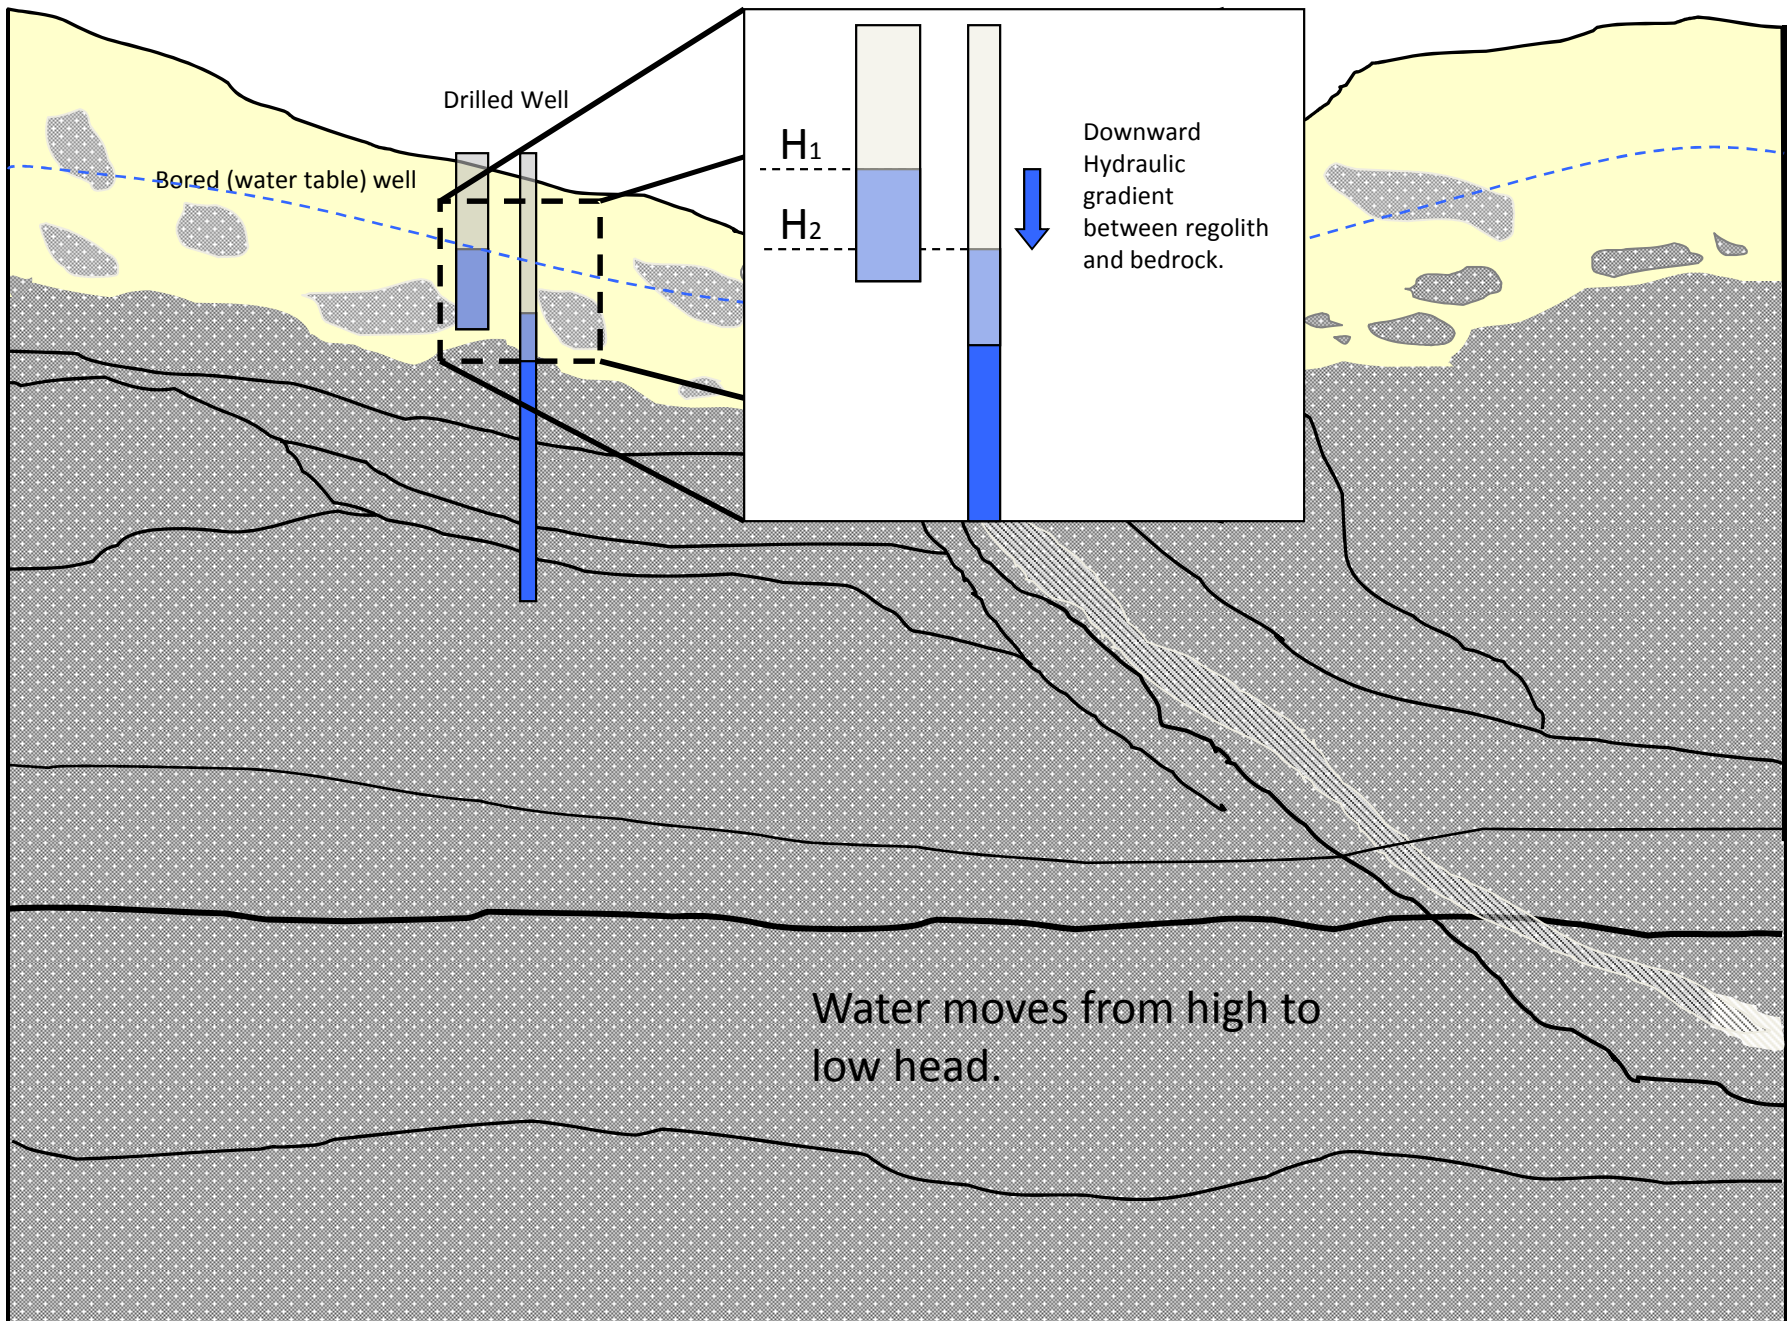 Drilled Well
Bored (water table) well
H1
H2
Downward
Hydraulic
gradient
between regolith
and bedrock.
Water moves from high to
low head.